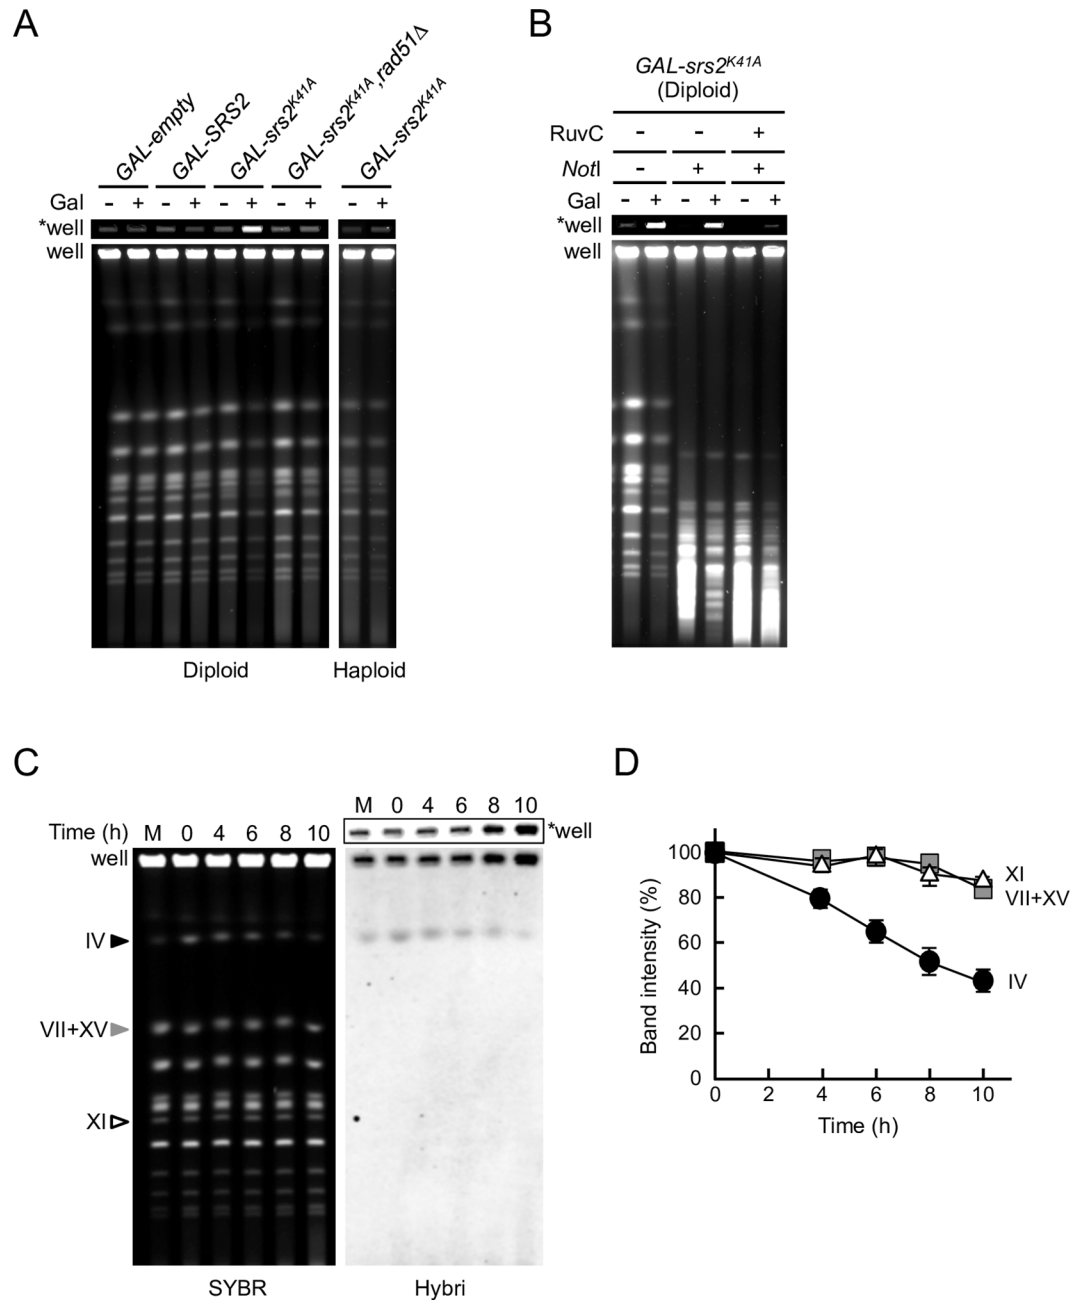 A
GAL-empty
GAL-SRS2
GAL-srs2K41A
GAL-srs2K41A,rad51Δ
GAL-srs2K41A
Gal - + - + - + - + - +
*well
well
Diploid Haploid
B
GAL-srs2K41A
(Diploid)
RuvC - - +
NotI - + +
Gal - + - + - +
*well
well
C
M 0 4 6 8 10
*well
Time (h) M 0 4 6 8 10
well
IV
VII+XV
XI
SYBR Hybri
D
Band intensity (%)
100
80
60
40
20
0
XI
VII+XV
IV
0 2 4 6 8 10
Time (h)